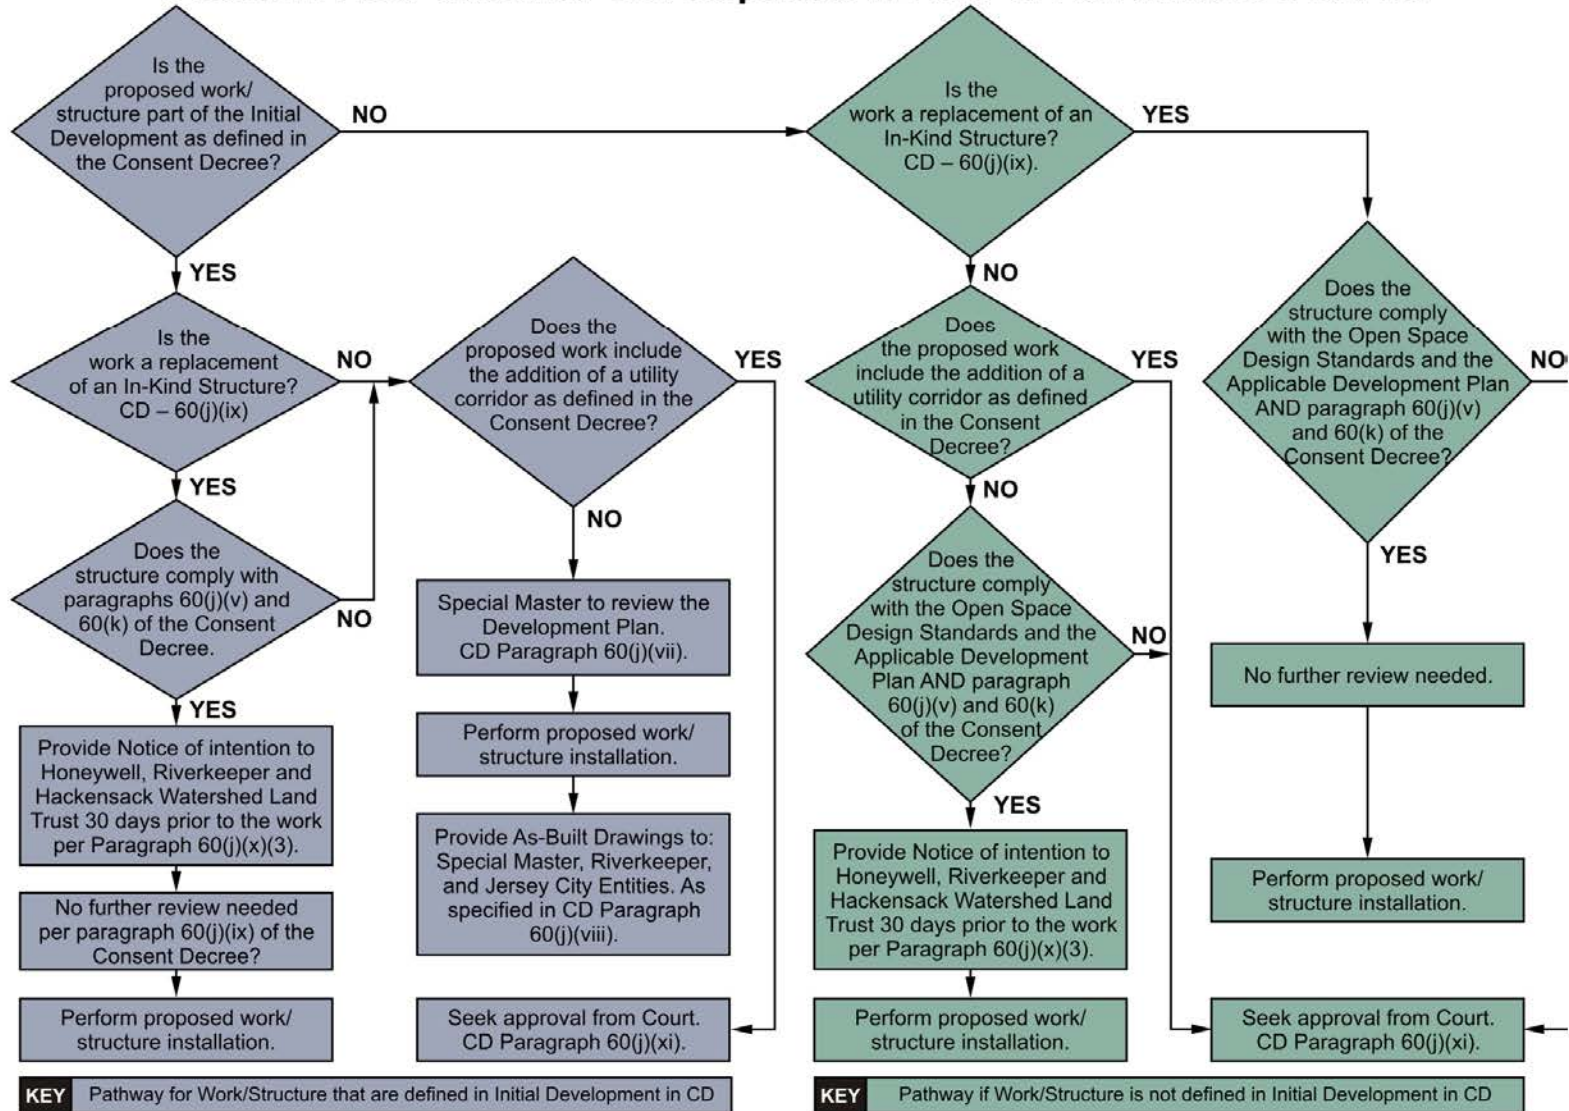 Is the
proposed work/
structure part of the Initial
Development as defined in
the Consent Decree?
NO
YES
Is the
work a replacement
of an In-Kind Structure?
CD – 60(j)(ix)
NO
YES
Does the
structure comply with
paragraphs 60(j)(v) and
60(k) of the Consent
Decree.
NO
YES
Provide Notice of intention to
Honeywell, Riverkeeper and
Hackensack Watershed Land
Trust 30 days prior to the work
per Paragraph 60(j)(x)(3).
No further review needed
per paragraph 60(j)(ix) of the
Consent Decree?
Perform proposed work/
structure installation.
Does the
proposed work include
the addition of a utility
corridor as defined in the
Consent Decree?
YES
NO
Special Master to review the
Development Plan.
CD Paragraph 60(j)(vii).
Perform proposed work/
structure installation.
Provide As-Built Drawings to:
Special Master, Riverkeeper,
and Jersey City Entities. As
specified in CD Paragraph
60(j)(viii).
Seek approval from Court.
CD Paragraph 60(j)(xi).
KEY Pathway for Work/Structure that are defined in Initial Development in CD
Is the
work a replacement of an
In-Kind Structure?
CD – 60(j)(ix).
YES
NO
Does
the proposed work
include the addition of a
utility corridor as defined
in the Consent
Decree?
YES
NO
Does the
structure comply
with the Open Space
Design Standards and the
Applicable Development
Plan AND paragraph
60(j)(v) and 60(k)
of the Consent
Decree?
NO
YES
Provide Notice of intention to
Honeywell, Riverkeeper and
Hackensack Watershed Land
Trust 30 days prior to the work
per Paragraph 60(j)(x)(3).
Perform proposed work/
structure installation.
Does the
structure comply
with the Open Space
Design Standards and the
Applicable Development Plan
AND paragraph 60(j)(v)
and 60(k) of the
Consent Decree?
NO
YES
No further review needed.
Perform proposed work/
structure installation.
Seek approval from Court.
CD Paragraph 60(j)(xi).
KEY Pathway if Work/Structure is not defined in Initial Development in CD